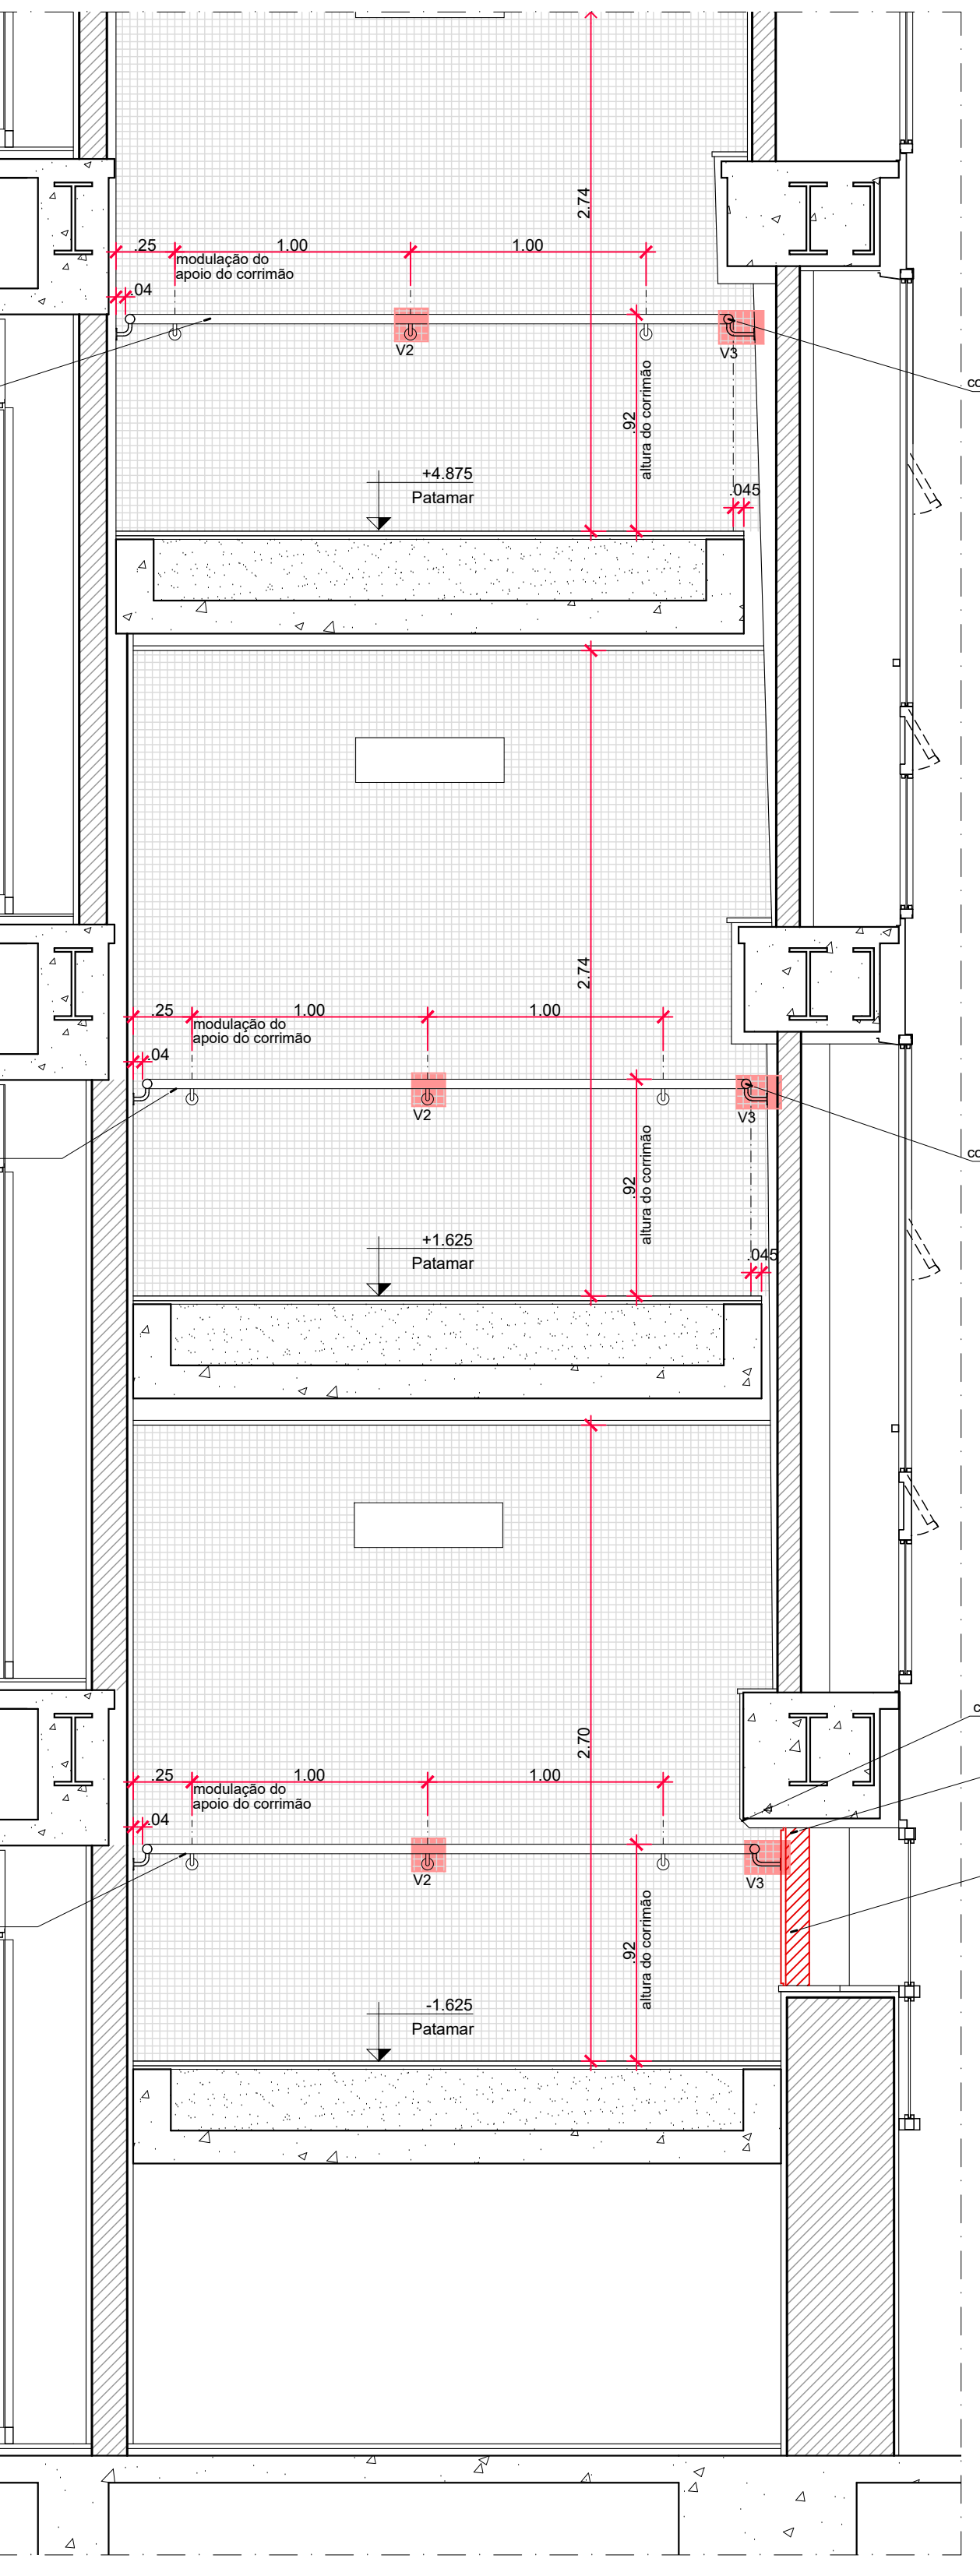 2.74
.25
1.00
1.00
modulação do
apoio do corrimão
.04
V2
V3
.92
altura do corrimão
+4.875
Patamar
.045
2.74
.25
1.00
1.00
modulação do
apoio do corrimão
.04
V2
V3
.92
altura do corrimão
+1.625
Patamar
.045
2.70
.25
1.00
1.00
modulação do
apoio do corrimão
.04
V2
V3
.92
altura do corrimão
-1.625
Patamar